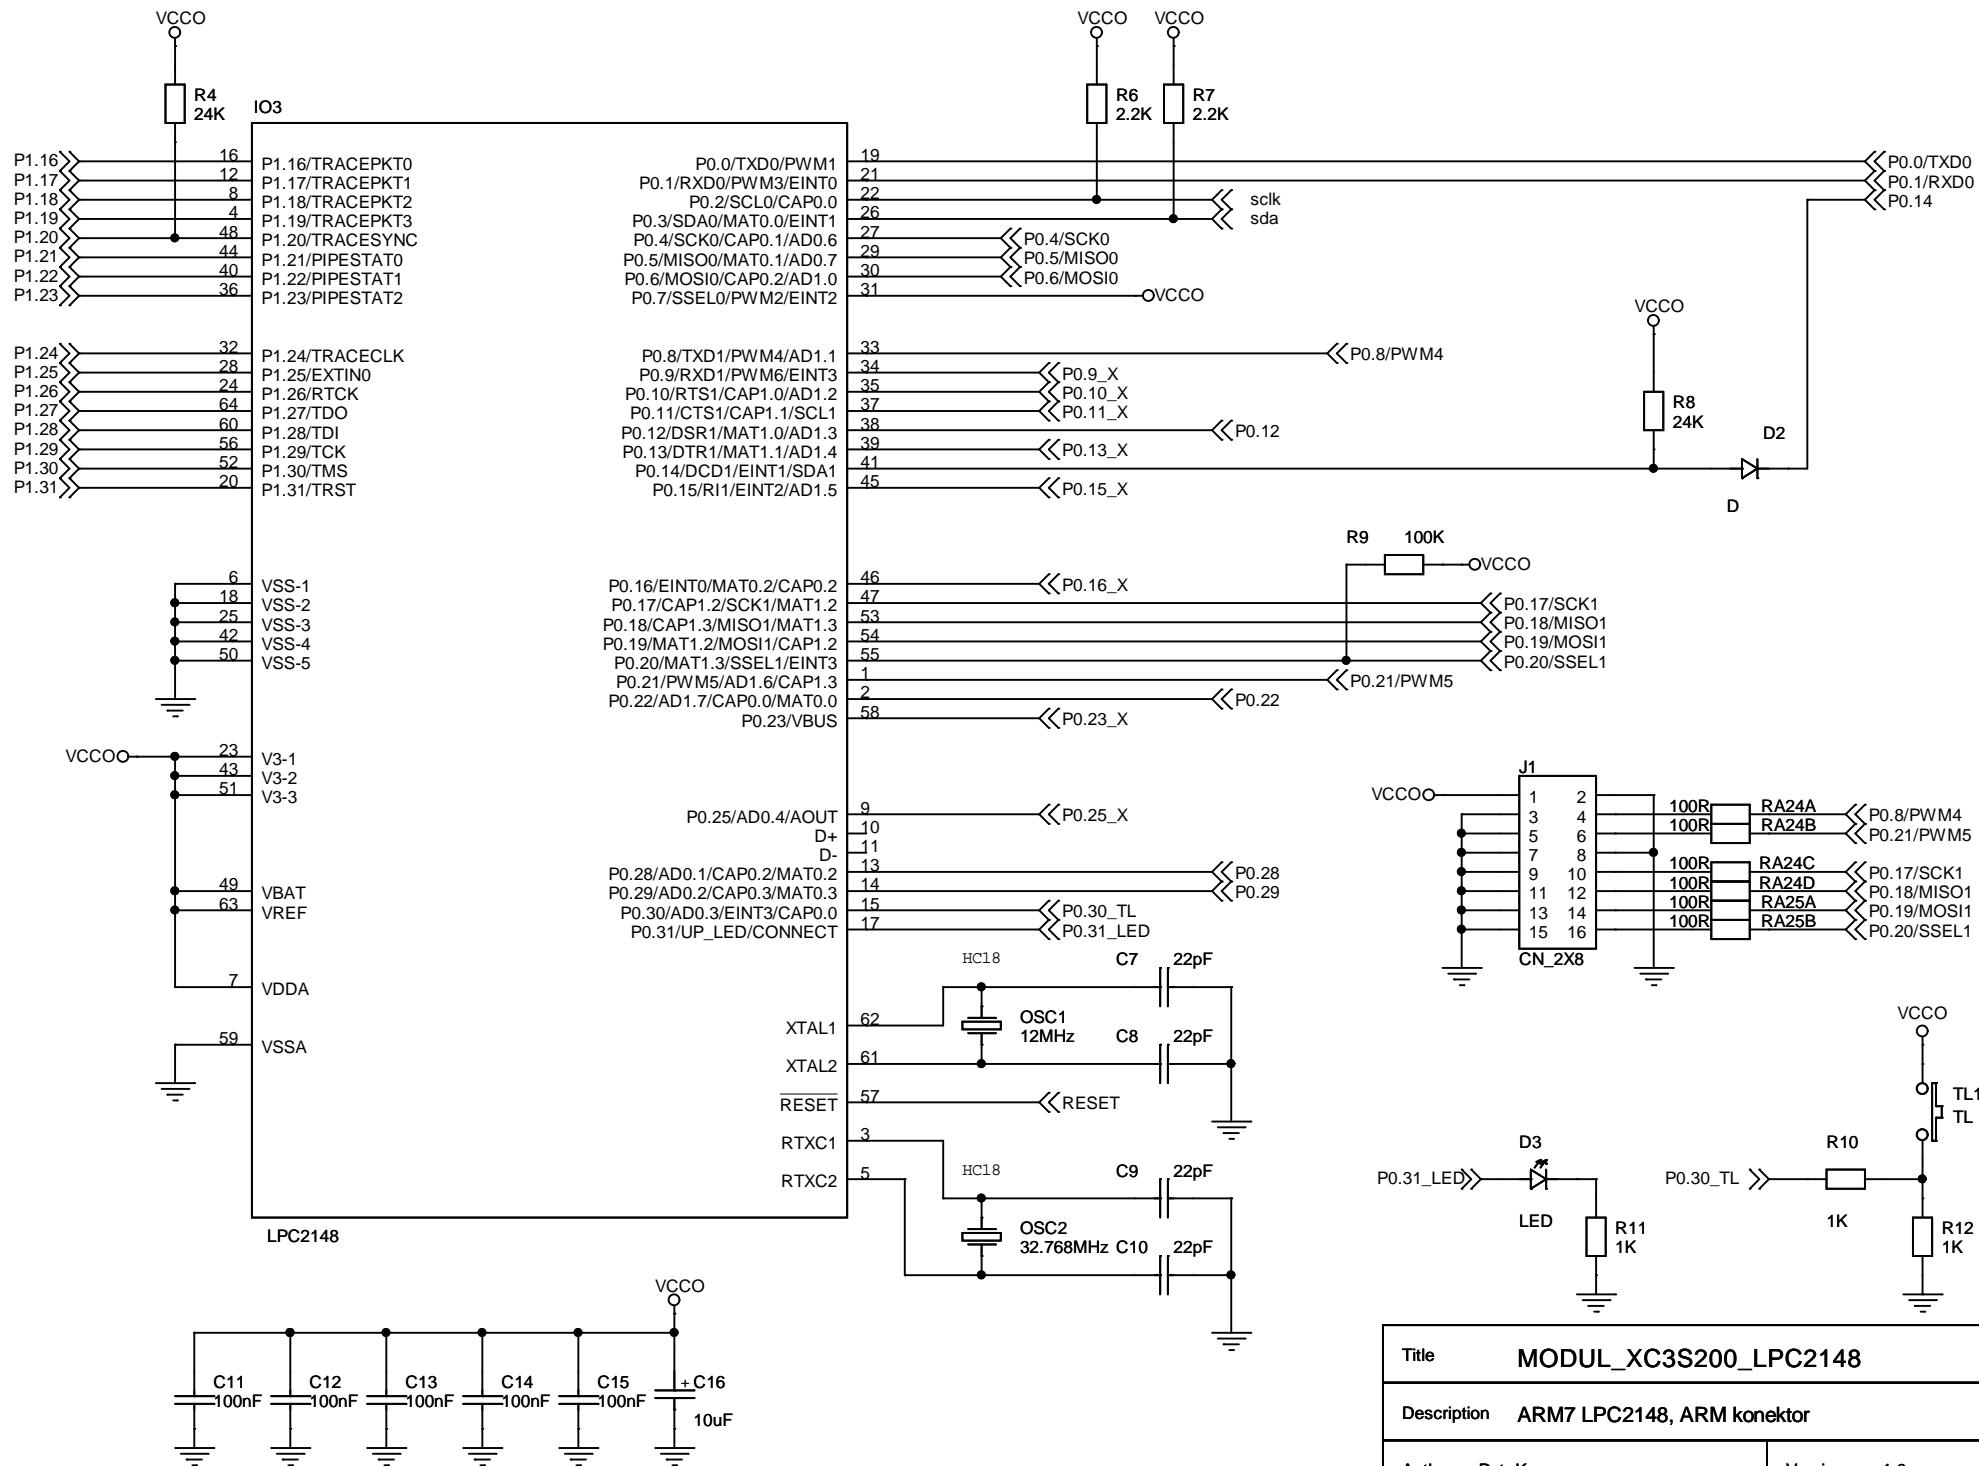 VCCO
VCCO
VCCO
R4
24K
R6
2.2K
R7
2.2K
IO3
P1.16
16
P1.16/TRACEPKT0
P1.17
12
P1.17/TRACEPKT1
P1.18
8
P1.18/TRACEPKT2
P1.19
4
P1.19/TRACEPKT3
P1.20
48
P1.20/TRACESYNC
P1.21
44
P1.21/PIPESTAT0
P1.22
40
P1.22/PIPESTAT1
P1.23
36
P1.23/PIPESTAT2
P1.24
32
P1.24/TRACECLK
P1.25
28
P1.25/EXTIN0
P1.26
24
P1.26/RTCK
P1.27
64
P1.27/TDO
P1.28
60
P1.28/TDI
P1.29
56
P1.29/TCK
P1.30
52
P1.30/TMS
P1.31
20
P1.31/TRST
6
VSS-1
18
VSS-2
25
VSS-3
42
VSS-4
50
VSS-5
VCCO
23
V3-1
43
V3-2
51
V3-3
49
VBAT
63
VREF
7
VDDA
59
VSSA
P0.0/TXD0/PWM1
19
P0.0/TXD0
P0.1/RXD0/PWM3/EINT0
21
P0.1/RXD0
P0.2/SCL0/CAP0.0
22
sclk
P0.14
P0.3/SDA0/MAT0.0/EINT1
26
sda
P0.4/SCK0/CAP0.1/AD0.6
27
P0.4/SCK0
P0.5/MISO0/MAT0.1/AD0.7
29
P0.5/MISO0
P0.6/MOSI0/CAP0.2/AD1.0
30
P0.6/MOSI0
P0.7/SSEL0/PWM2/EINT2
31
VCCO
VCCO
P0.8/TXD1/PWM4/AD1.1
33
P0.8/PWM4
P0.9/RXD1/PWM6/EINT3
34
P0.9_X
P0.10/RTS1/CAP1.0/AD1.2
35
P0.10_X
P0.11/CTS1/CAP1.1/SCL1
37
P0.11_X
R8
24K
P0.12/DSR1/MAT1.0/AD1.3
38
P0.12
D2
P0.13/DTR1/MAT1.1/AD1.4
39
P0.13_X
P0.14/DCD1/EINT1/SDA1
41
P0.15/RI1/EINT2/AD1.5
45
P0.15_X
D
R9
100K
VCCO
P0.16/EINT0/MAT0.2/CAP0.2
46
P0.16_X
P0.17/CAP1.2/SCK1/MAT1.2
47
P0.17/SCK1
P0.18/CAP1.3/MISO1/MAT1.3
53
P0.18/MISO1
P0.19/MAT1.2/MOSI1/CAP1.2
54
P0.19/MOSI1
P0.20/MAT1.3/SSEL1/EINT3
55
P0.20/SSEL1
P0.21/PWM5/AD1.6/CAP1.3
1
P0.21/PWM5
P0.22/AD1.7/CAP0.0/MAT0.0
2
P0.22
P0.23/VBUS
58
P0.23_X
P0.25/AD0.4/AOUT
9
P0.25_X
D+
10
D-
11
P0.28/AD0.1/CAP0.2/MAT0.2
13
P0.28
P0.29/AD0.2/CAP0.3/MAT0.3
14
P0.29
P0.30/AD0.3/EINT3/CAP0.0
15
P0.30_TL
P0.31/UP_LED/CONNECT
17
P0.31_LED
J1
VCCO
1 2
3 4
100R RA24A P0.8/PWM4
5 6
100R RA24B P0.21/PWM5
7 8
9 10
100R RA24C P0.17/SCK1
11 12
100R RA24D P0.18/MISO1
13 14
100R RA25A P0.19/MOSI1
15 16
100R RA25B P0.20/SSEL1
CN_2X8
HC18
C7
22pF
XTAL1
62
OSC1
12MHz
C8
22pF
XTAL2
61
RESET
57
RESET
RTXC1
3
HC18
C9
22pF
RTXC2
5
OSC2
32.768MHz
C10
22pF
LPC2148
VCCO
TL1
TL
D3
R10
P0.31_LED
P0.30_TL
LED
R11
1K
1K
R12
1K
VCCO
C11
100nF
C12
100nF
C13
100nF
C14
100nF
C15
100nF
+ C16
10uF
Title MODUL_XC3S200_LPC2148
Description ARM7 LPC2148, ARM konektor